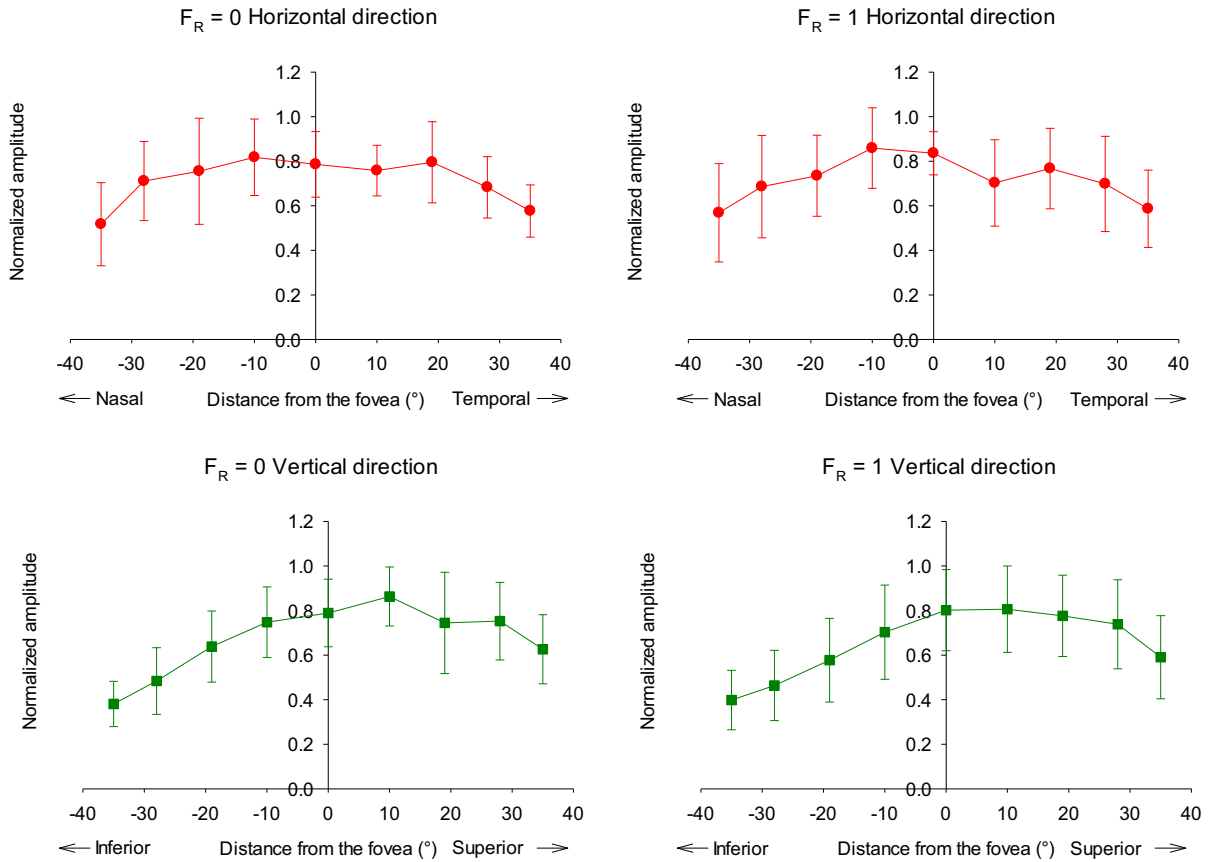 F_R = 0 Horizontal direction
Normalized amplitude
1.2
1.0
0.8
0.6
0.4
0.2
0.0
-40 -30 -20 -10 0 10 20 30 40
← Nasal Distance from the fovea (°) Temporal →
F_R = 1 Horizontal direction
Normalized amplitude
1.2
1.0
0.8
0.6
0.4
0.2
0.0
-40 -30 -20 -10 0 10 20 30 40
← Nasal Distance from the fovea (°) Temporal →
F_R = 0 Vertical direction
Normalized amplitude
1.2
1.0
0.8
0.6
0.4
0.2
0.0
-40 -30 -20 -10 0 10 20 30 40
← Inferior Distance from the fovea (°) Superior →
F_R = 1 Vertical direction
Normalized amplitude
1.2
1.0
0.8
0.6
0.4
0.2
0.0
-40 -30 -20 -10 0 10 20 30 40
← Inferior Distance from the fovea (°) Superior →